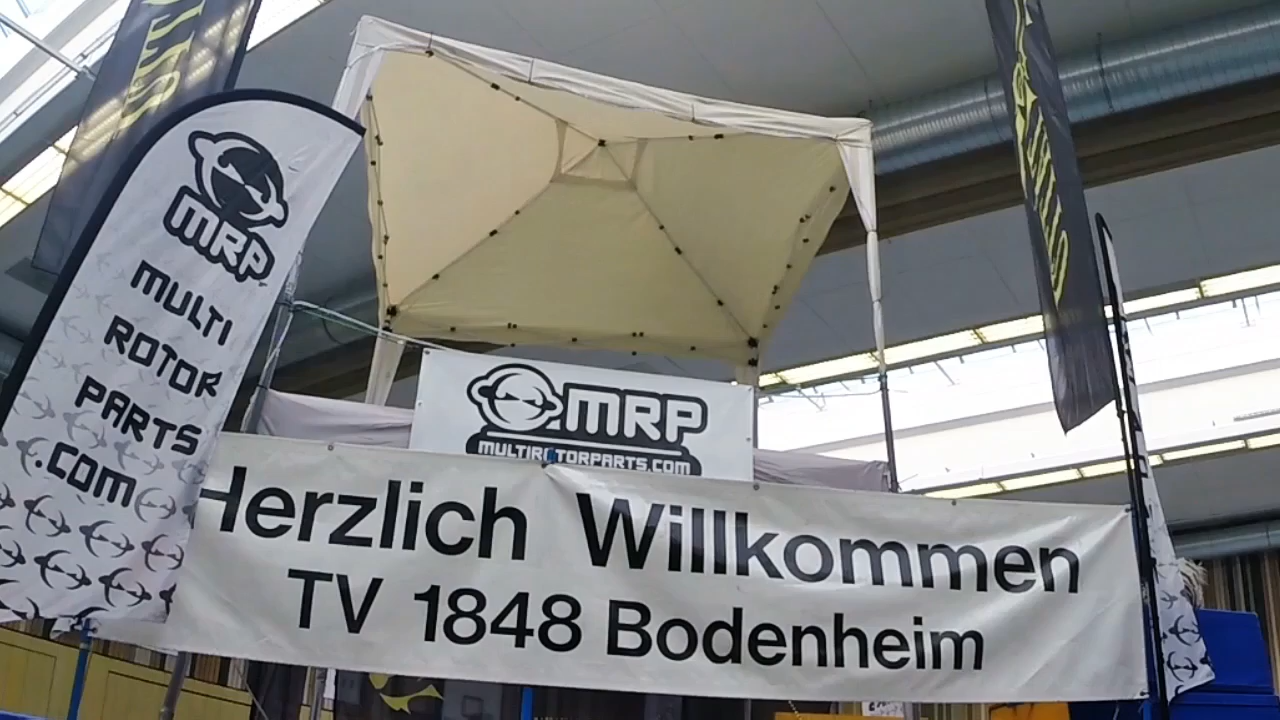 MRP
MULTI
ROTOR
PARTS
.COM
MRP
MULTIROTORPARTS.COM
Herzlich Willkommen
TV 1848 Bodenheim